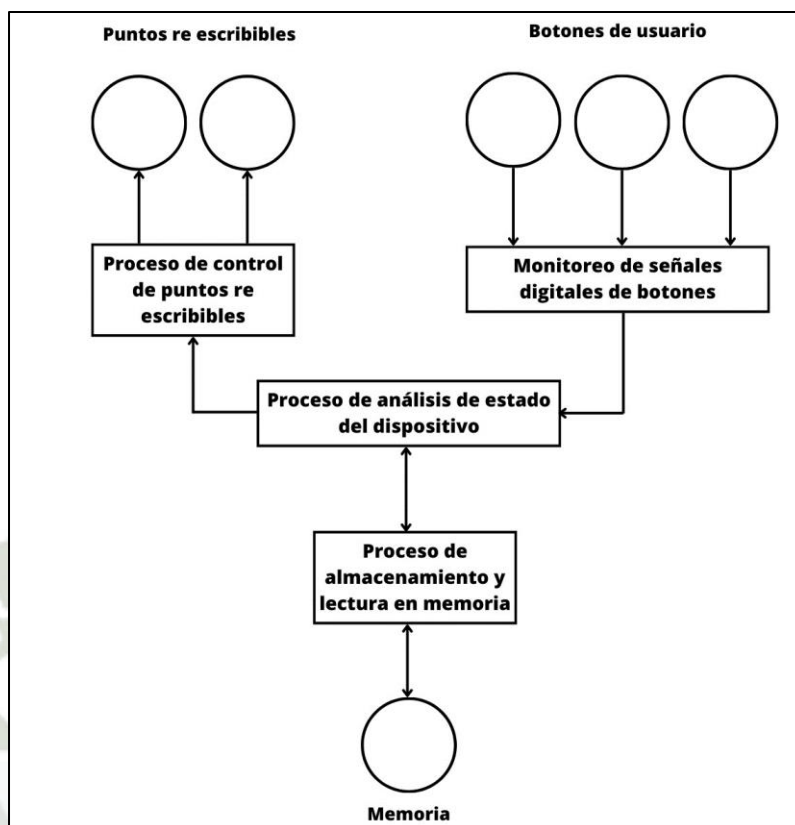 Puntos re escribibles
Botones de usuario
Proceso de control
de puntos re
escribibles
Monitoreo de señales
digitales de botones
Proceso de análisis de estado
del dispositivo
Proceso de
almacenamiento y
lectura en memoria
Memoria